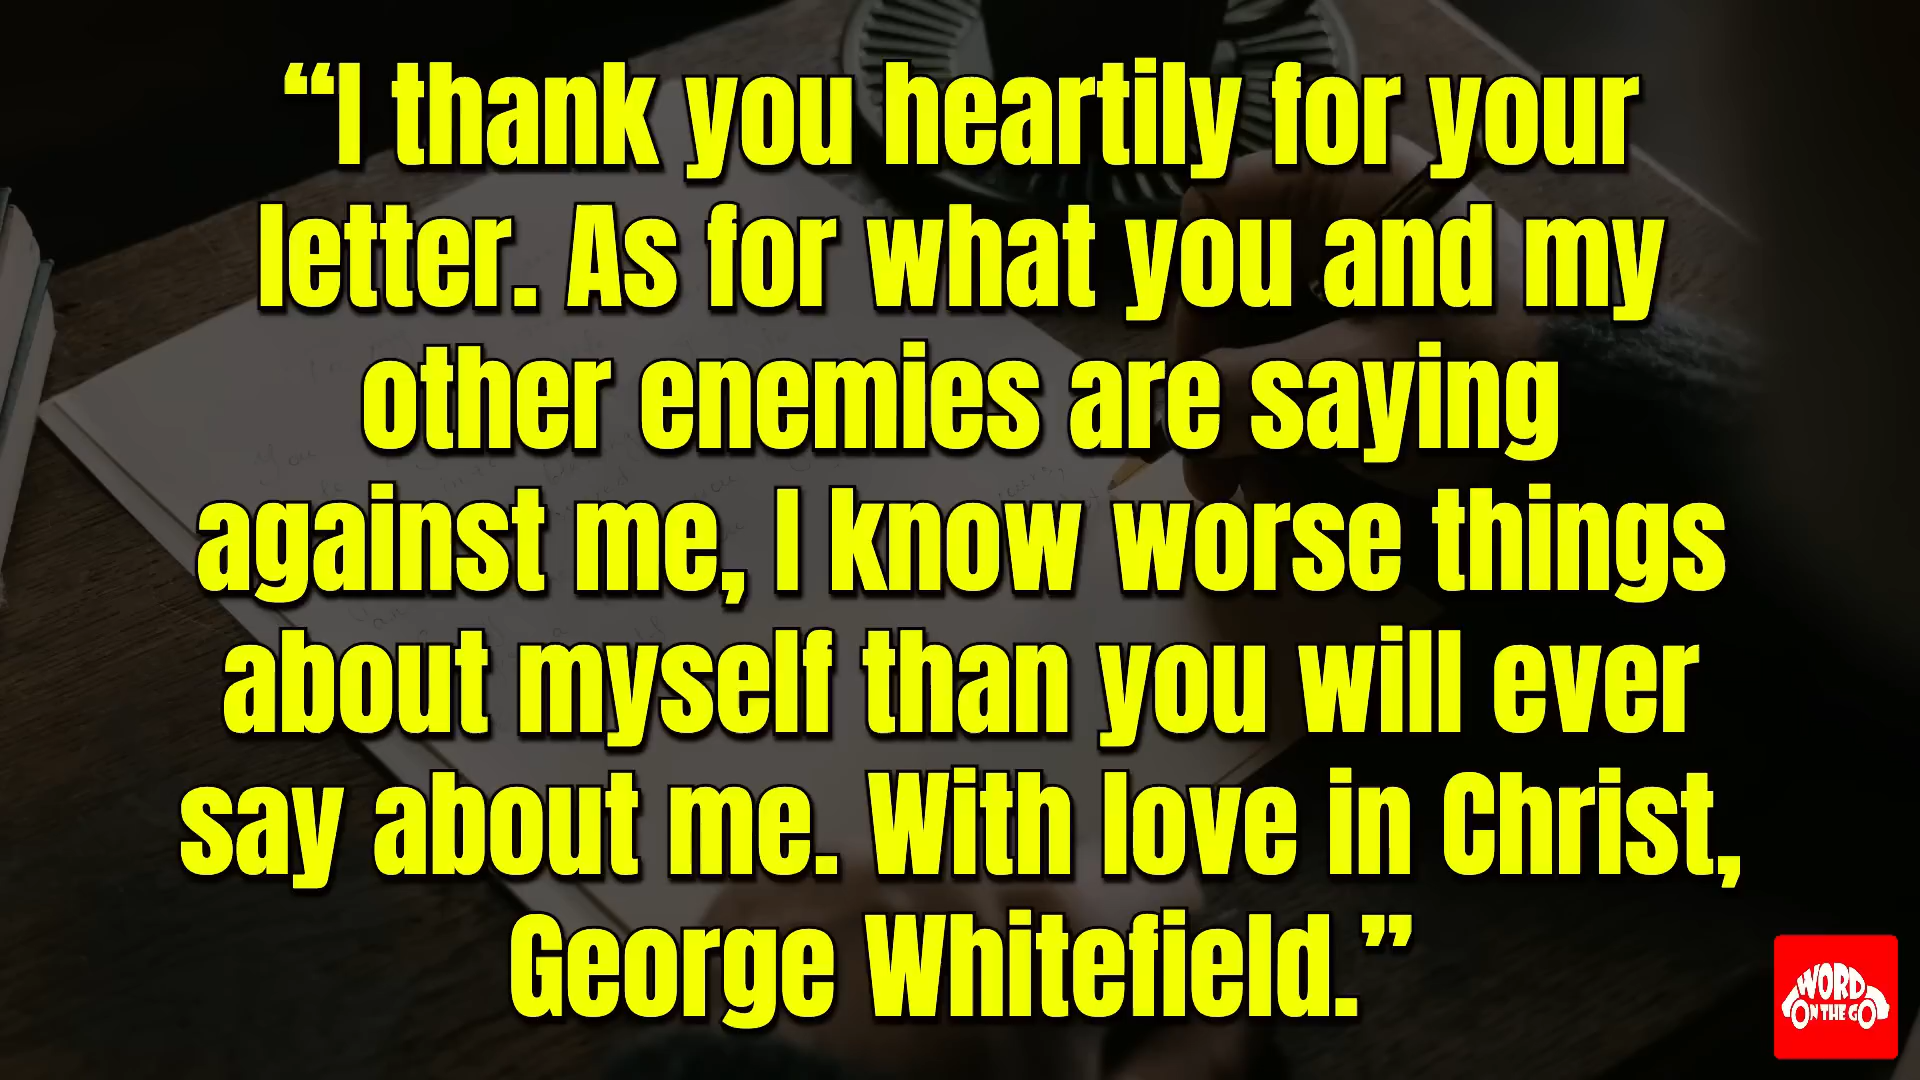 “I thank you heartily for your
letter. As for what you and my
other enemies are saying
against me, I know worse things
about myself than you will ever
say about me. With love in Christ,
George Whitefield.”
WORD
ON THE GO